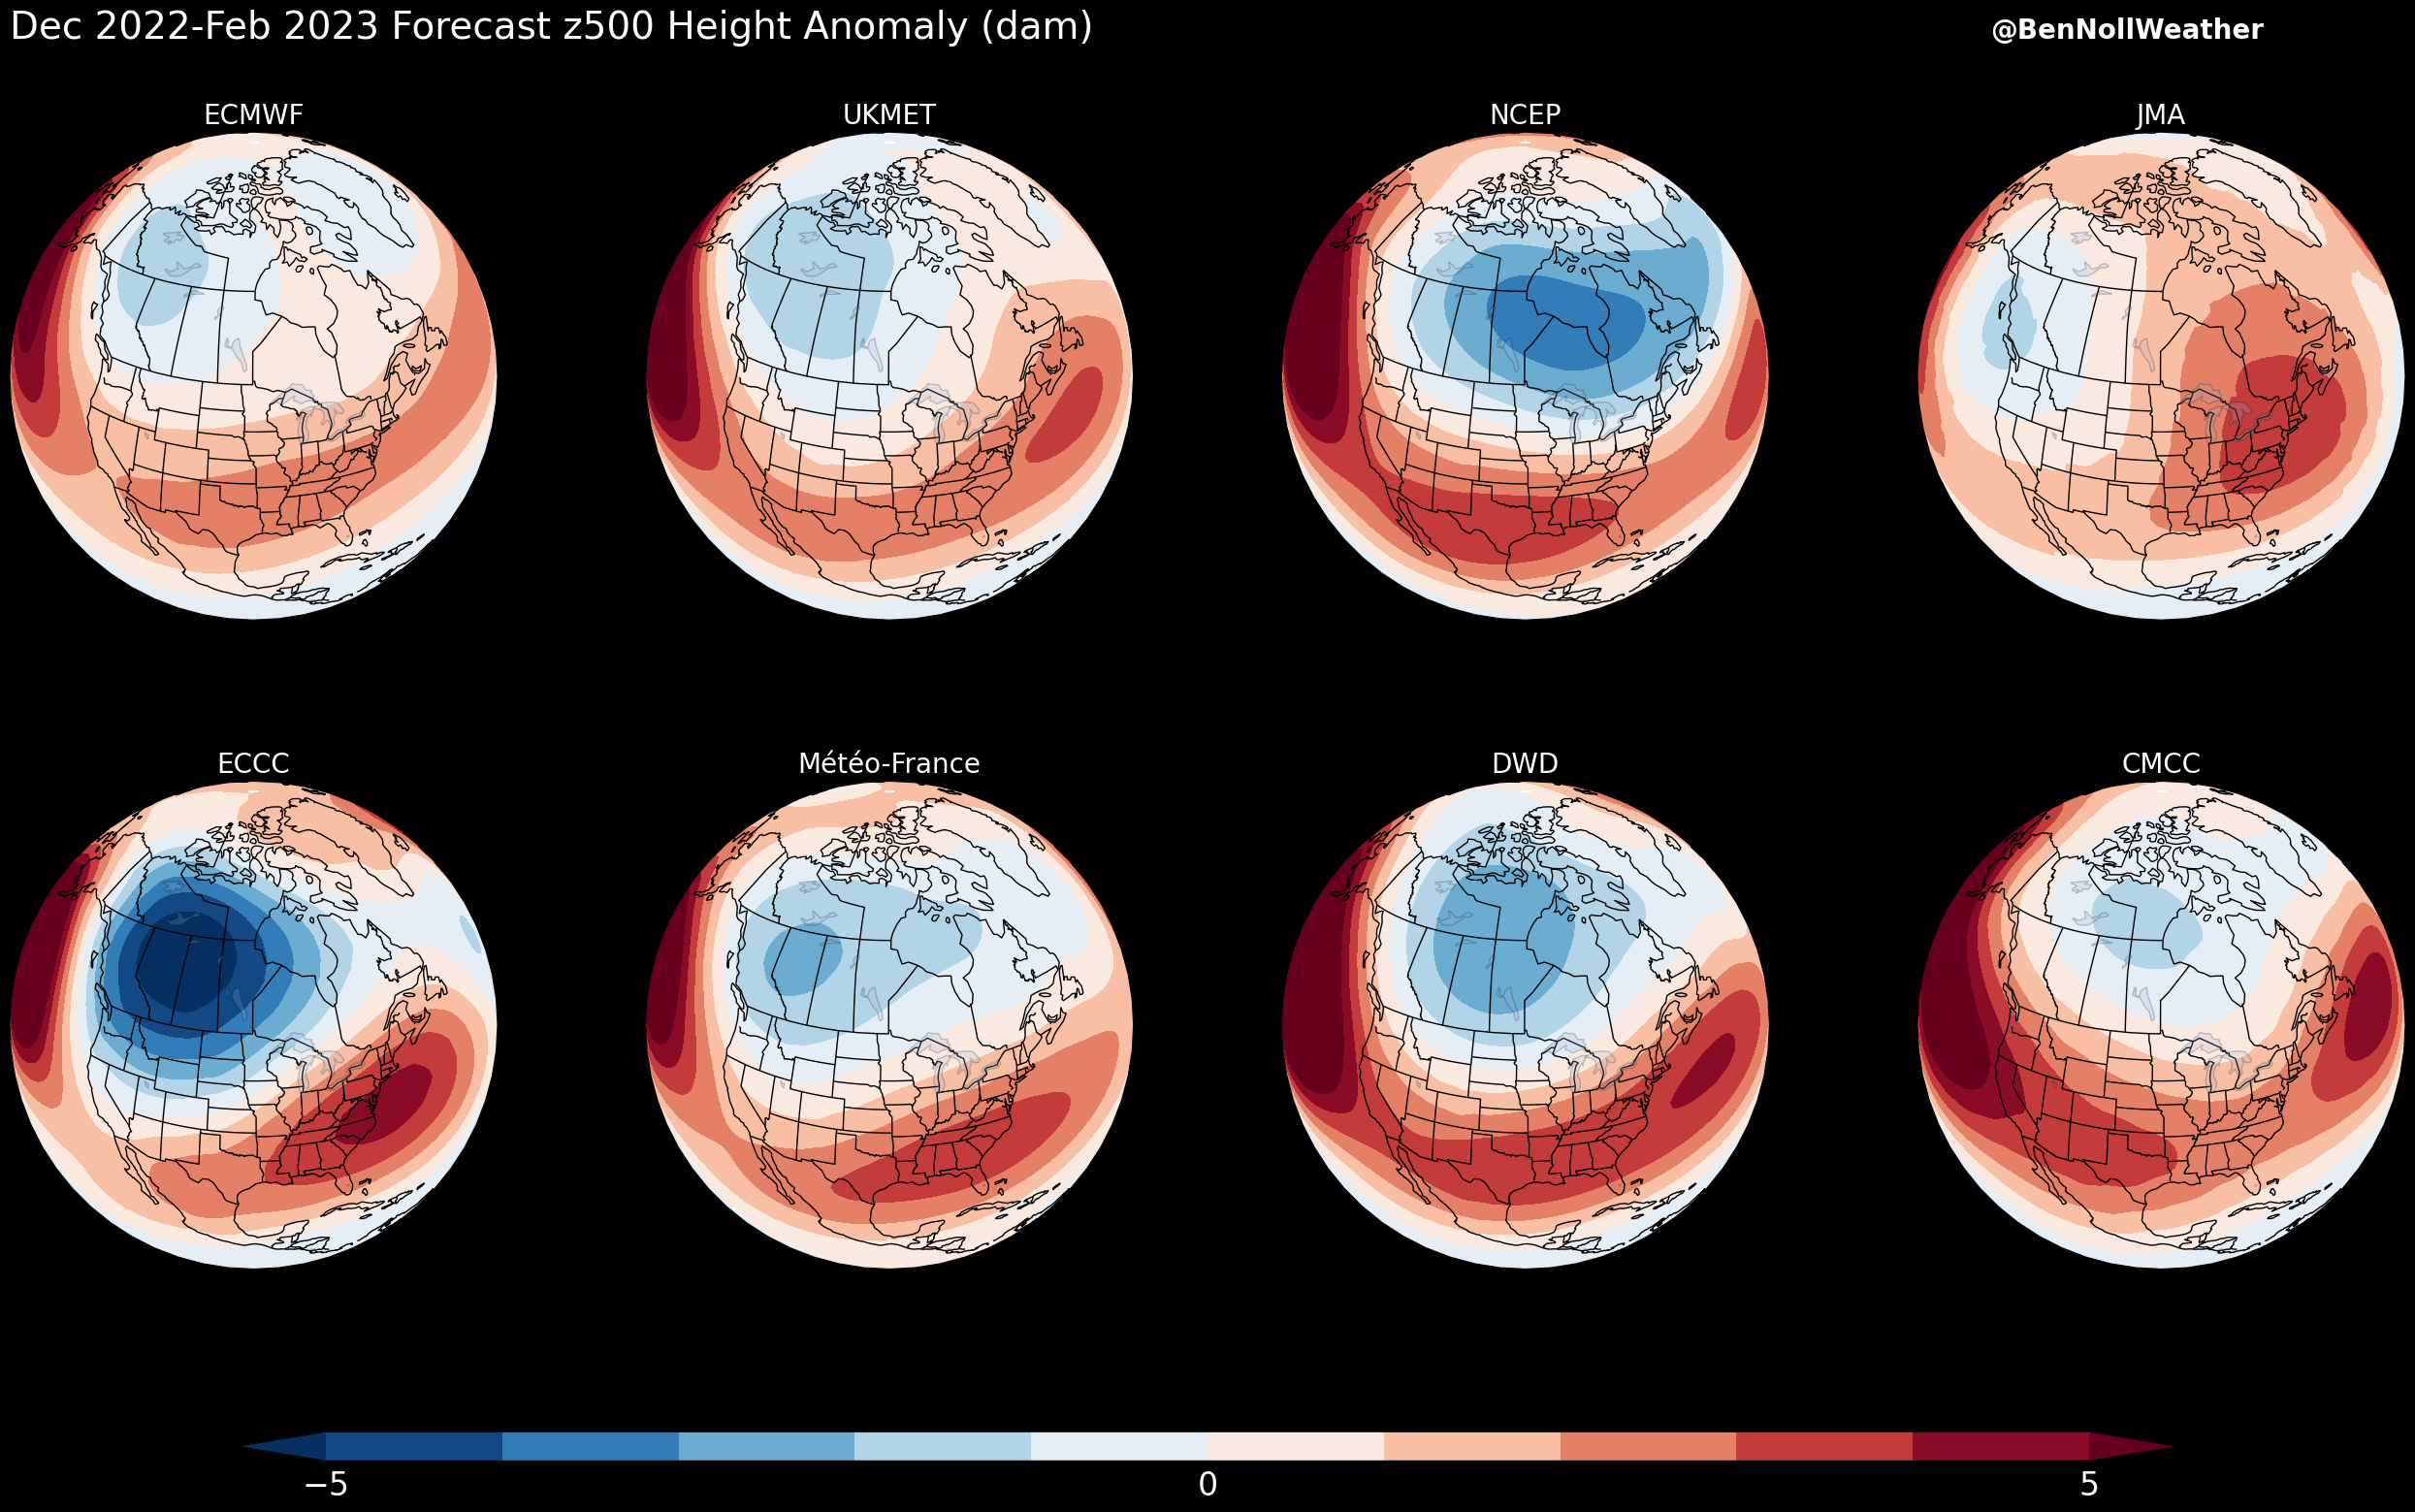 Dec 2022-Feb 2023 Forecast z500 Height Anomaly (dam)
@BenNollWeather
ECMWF
UKMET
NCEP
JMA
ECCC
Météo-France
DWD
CMCC
−5
0
5